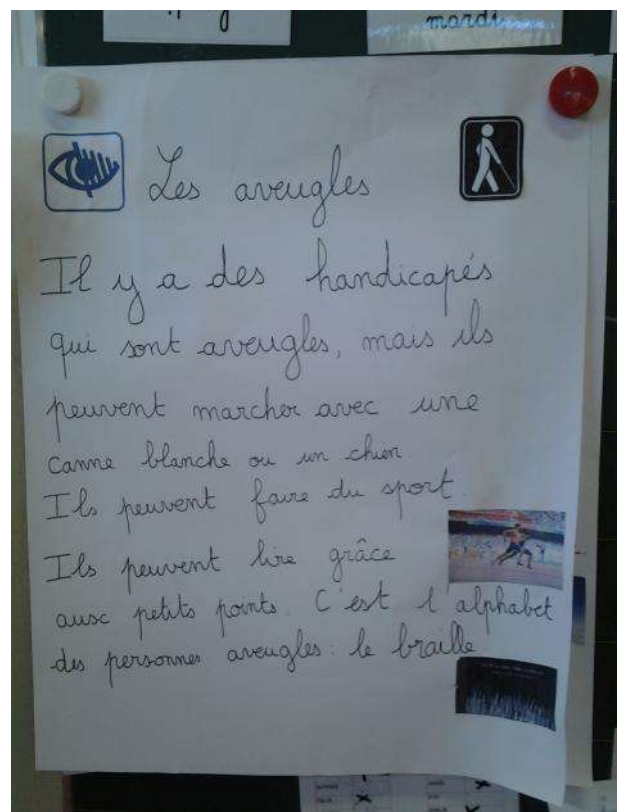 mardi
Les aveugles
Il y a des handicapés
qui sont aveugles, mais ils
peuvent marcher avec une
canne blanche ou un chien.
Ils peuvent faire du sport.
Ils peuvent lire grâce
aux petits points. C'est l'alphabet
des personnes aveugles: le braille